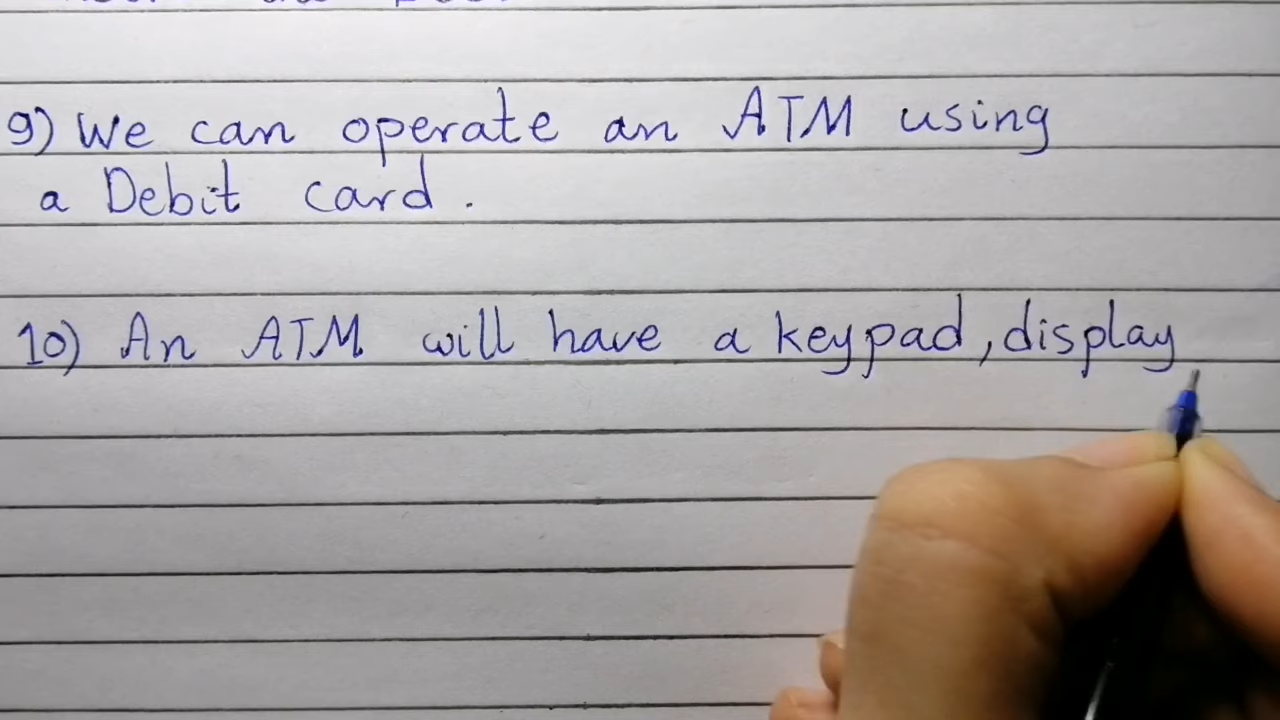 9) We can operate an ATM using
a Debit card.
10) An ATM will have a keypad, display